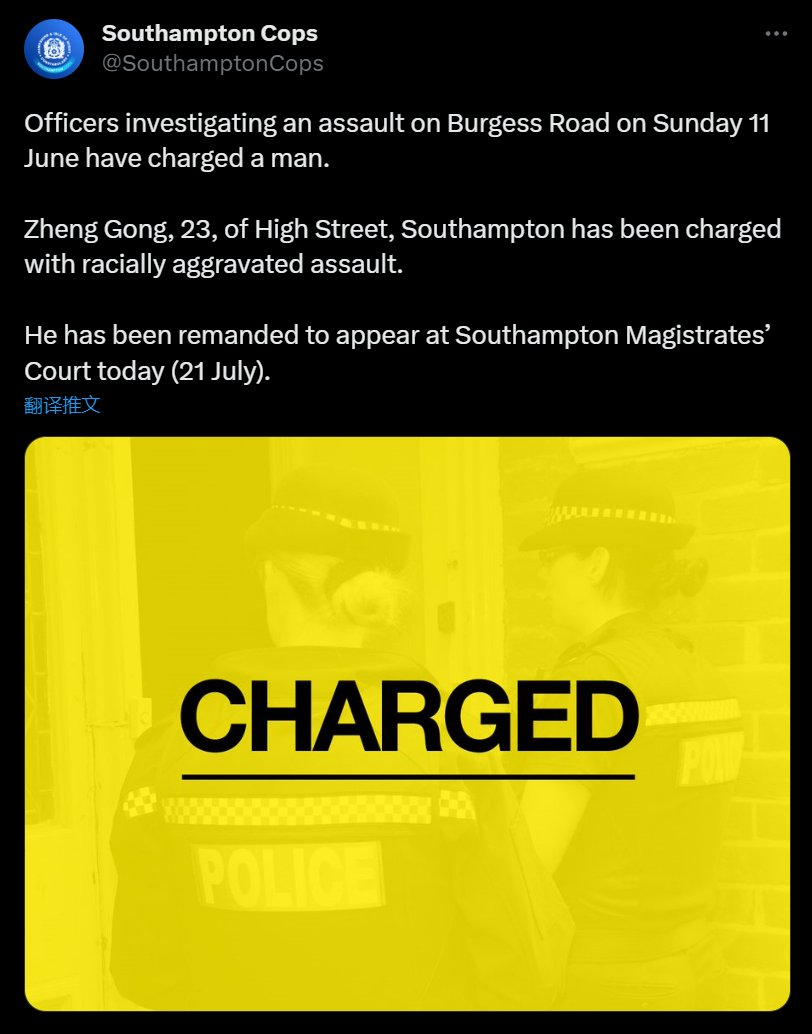 Southampton Cops
@SouthamptonCops
Officers investigating an assault on Burgess Road on Sunday 11
June have charged a man.
Zheng Gong, 23, of High Street, Southampton has been charged
with racially aggravated assault.
He has been remanded to appear at Southampton Magistrates’
Court today (21 July).
翻译推文
CHARGED
POLICE